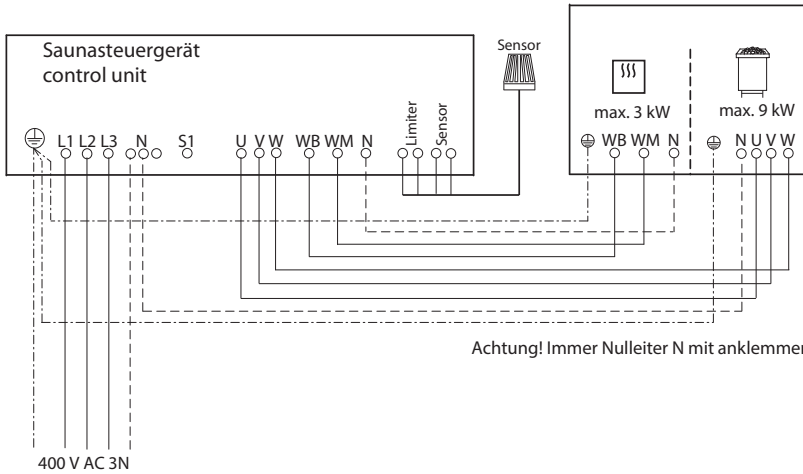 Saunasteuergerät
control unit
Sensor
max. 3 kW
max. 9 kW
L1 L2 L3 N S1 U V W WB WM N
Limiter
Sensor
WB WM N
N U V W
Achtung! Immer Nulleiter N mit anklemmen
400 V AC 3N